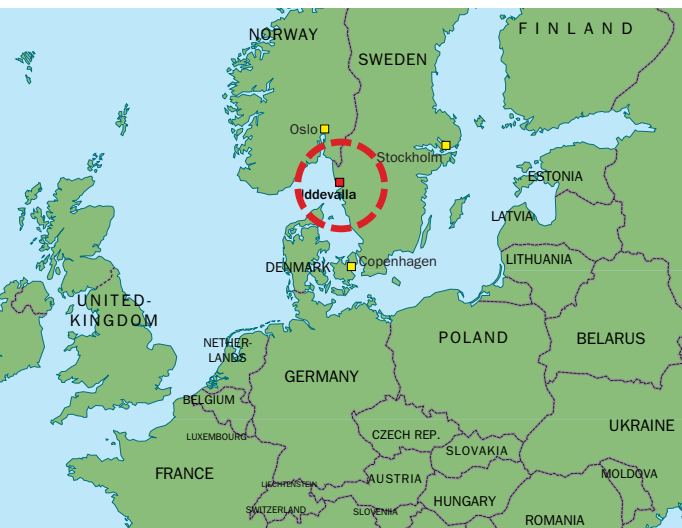 NORWAY
FINLAND
SWEDEN
Oslo
Stockholm
ESTONIA
Uddevalla
LATVIA
LITHUANIA
DENMARK
Copenhagen
UNITED-
KINGDOM
POLAND
BELARUS
NETHER-
LANDS
GERMANY
BELGIUM
UKRAINE
LUXEMBOURG
CZECH REP.
SLOVAKIA
FRANCE
MOLDOVA
AUSTRIA
LIECHTENSTEIN
HUNGARY
SWITZERLAND
SLOVENIA
ROMANIA